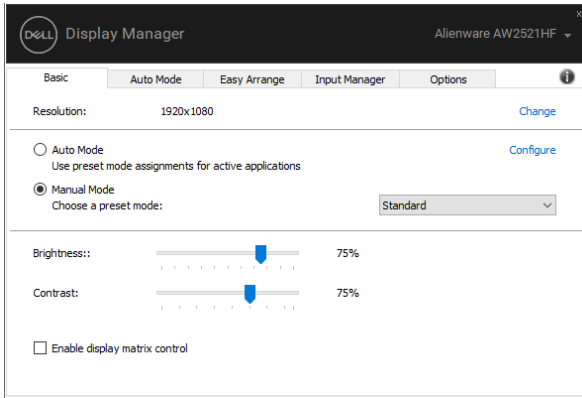 DELL Display Manager Alienware AW2521HF
Basic Auto Mode Easy Arrange Input Manager Options i
Resolution: 1920x1080 Change
Auto Mode Configure
Use preset mode assignments for active applications
Manual Mode
Choose a preset mode: Standard
Brightness:: 75%
Contrast: 75%
Enable display matrix control